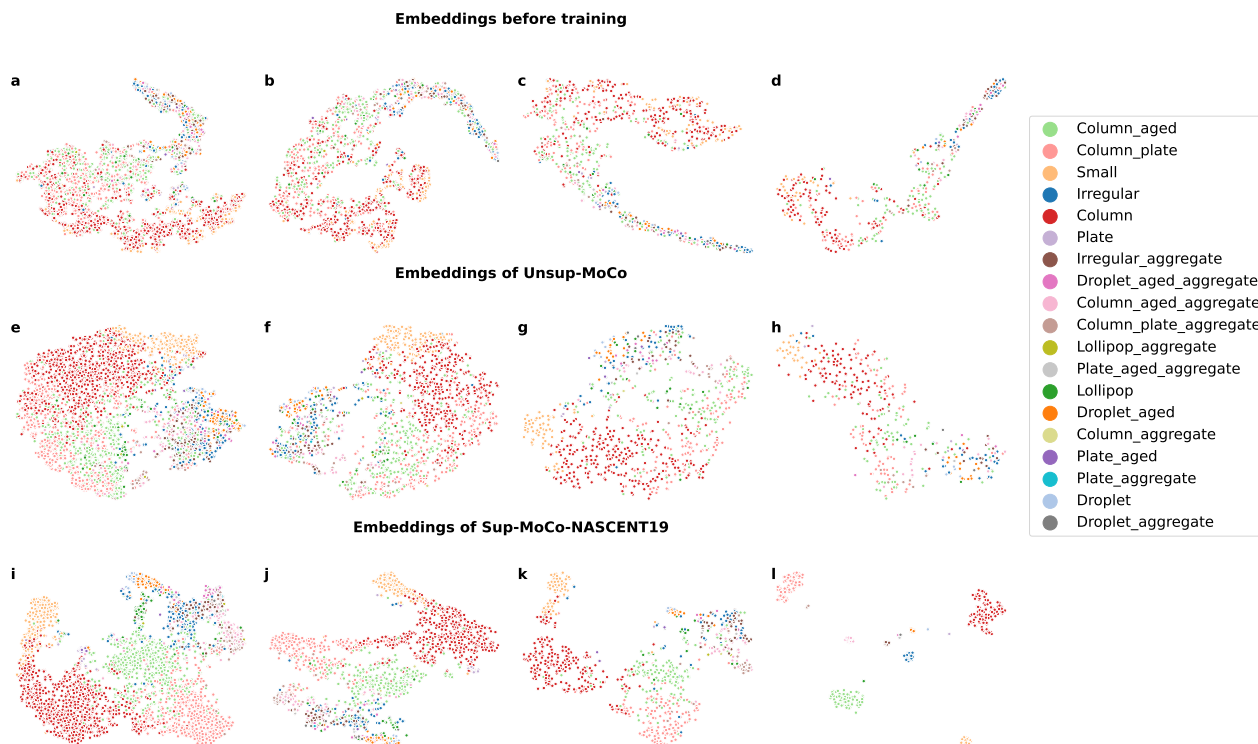 Embeddings before training
a
b
c
d
Embeddings of Unsup-MoCo
e
f
g
h
Embeddings of Sup-MoCo-NASCENT19
i
j
k
l
Column_aged
Column_plate
Small
Irregular
Column
Plate
Irregular_aggregate
Droplet_aged_aggregate
Column_aged_aggregate
Column_plate_aggregate
Lollipop_aggregate
Plate_aged_aggregate
Lollipop
Droplet_aged
Column_aggregate
Plate_aged
Plate_aggregate
Droplet
Droplet_aggregate